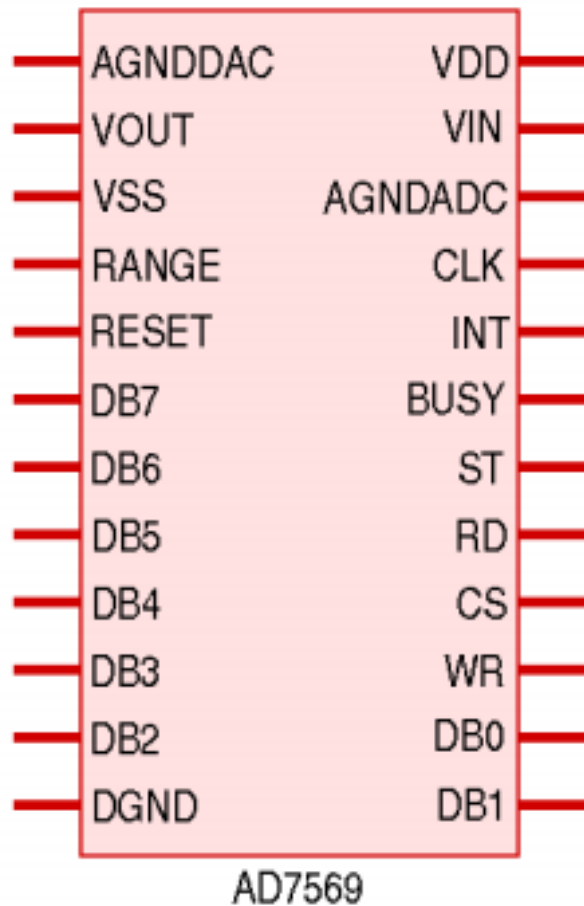 AGNDDAC VDD
VOUT VIN
VSS AGNDADC
RANGE CLK
RESET INT
DB7 BUSY
DB6 ST
DB5 RD
DB4 CS
DB3 WR
DB2 DB0
DGND DB1
AD7569